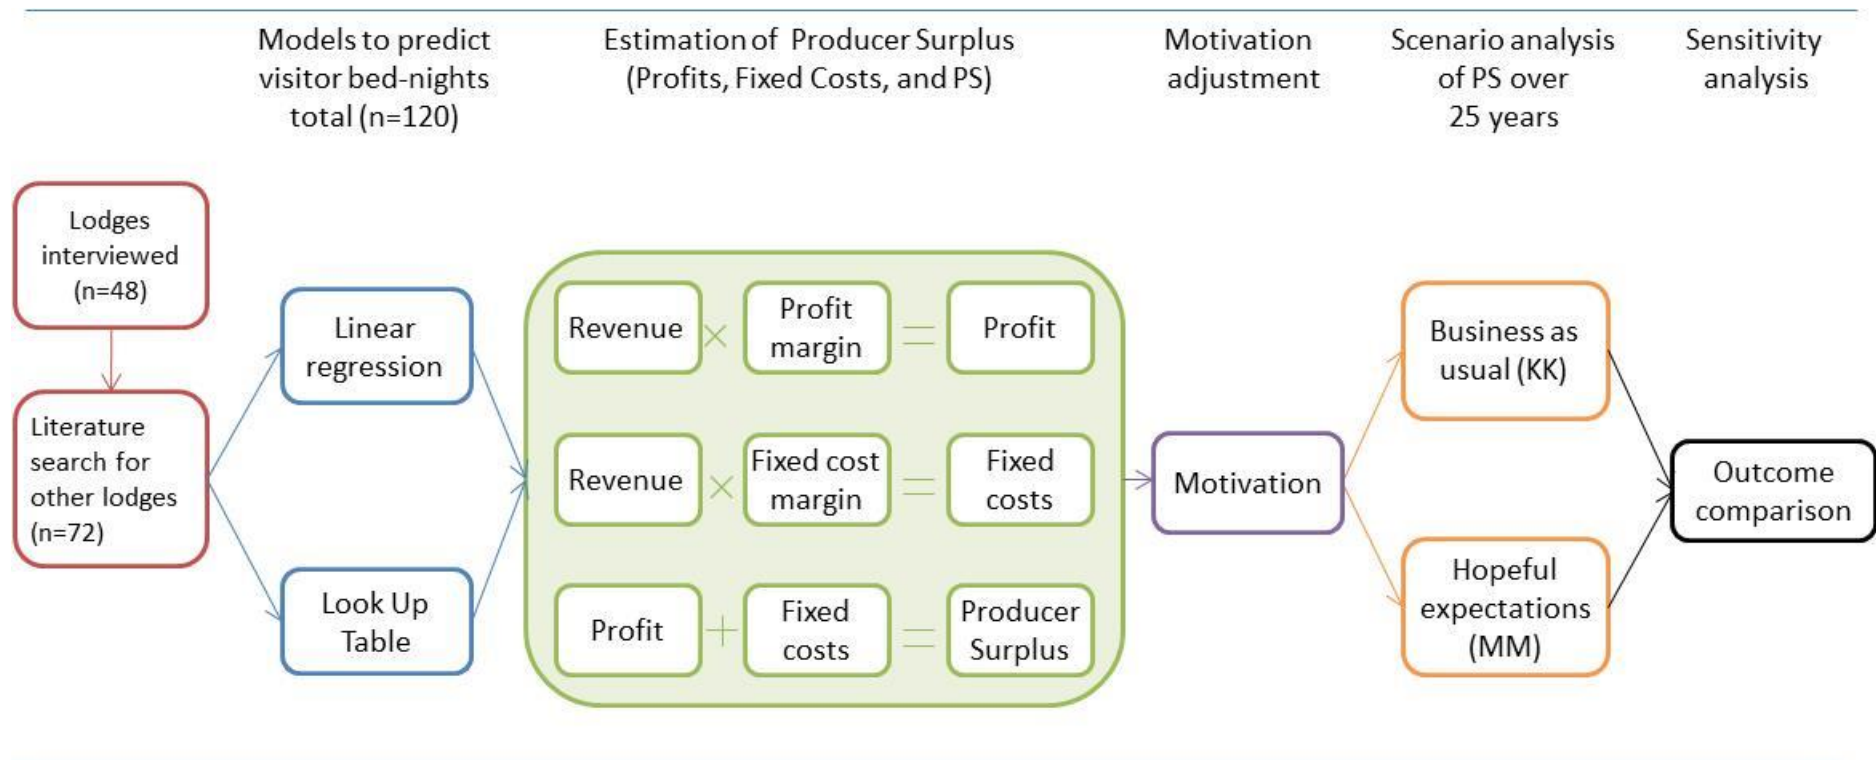 Models to predict
visitor bed-nights
total (n=120)
Estimation of Producer Surplus
(Profits, Fixed Costs, and PS)
Motivation
adjustment
Scenario analysis
of PS over
25 years
Sensitivity
analysis
Lodges
interviewed
(n=48)
Literature
search for
other lodges
(n=72)
Linear
regression
Look Up
Table
Revenue
×
Profit
margin
=
Profit
Revenue
×
Fixed cost
margin
=
Fixed
costs
Profit
+
Fixed
costs
=
Producer
Surplus
Motivation
Business as
usual (KK)
Hopeful
expectations
(MM)
Outcome
comparison